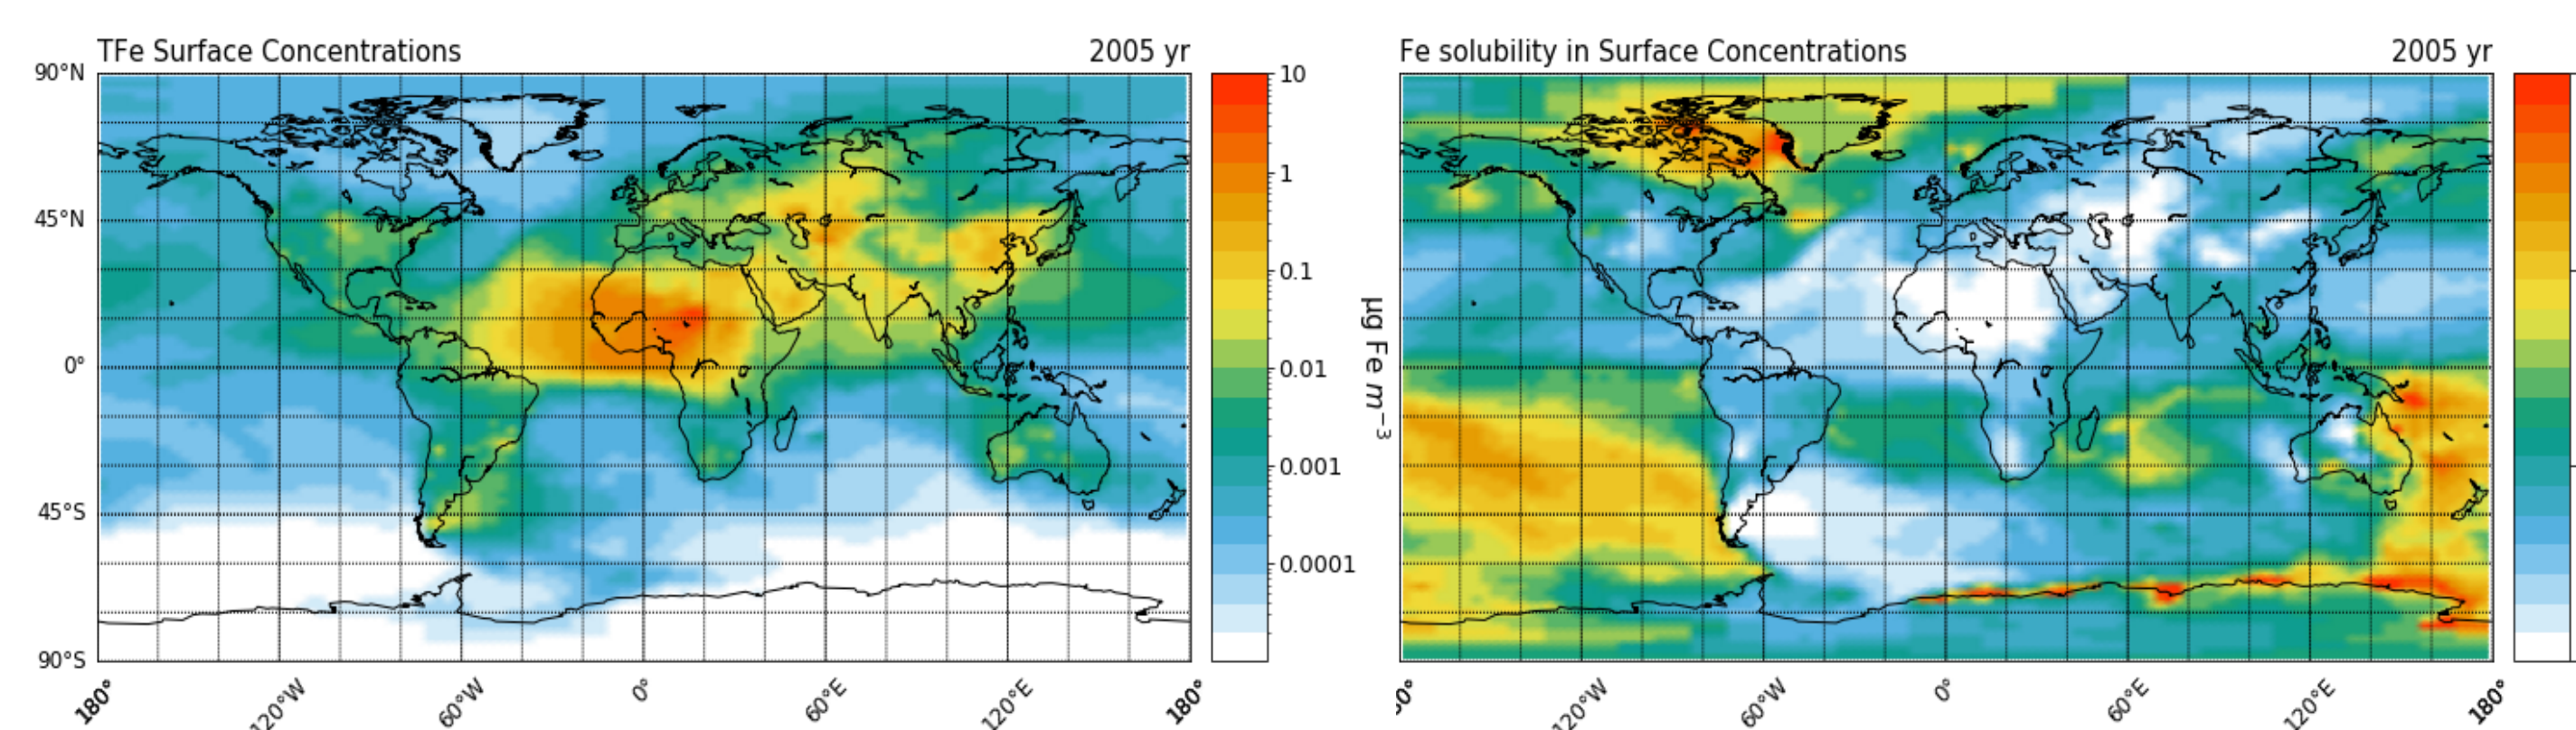 TFe Surface Concentrations 2005 yr
90°N
45°N
0°
45°S
90°S
180° 120°W 60°W 0° 60°E 120°E 180°
10
1
0.1
0.01
0.001
0.0001
μg Fe m⁻³
Fe solubility in Surface Concentrations 2005 yr
0° 120°W 60°W 0° 60°E 120°E 180°